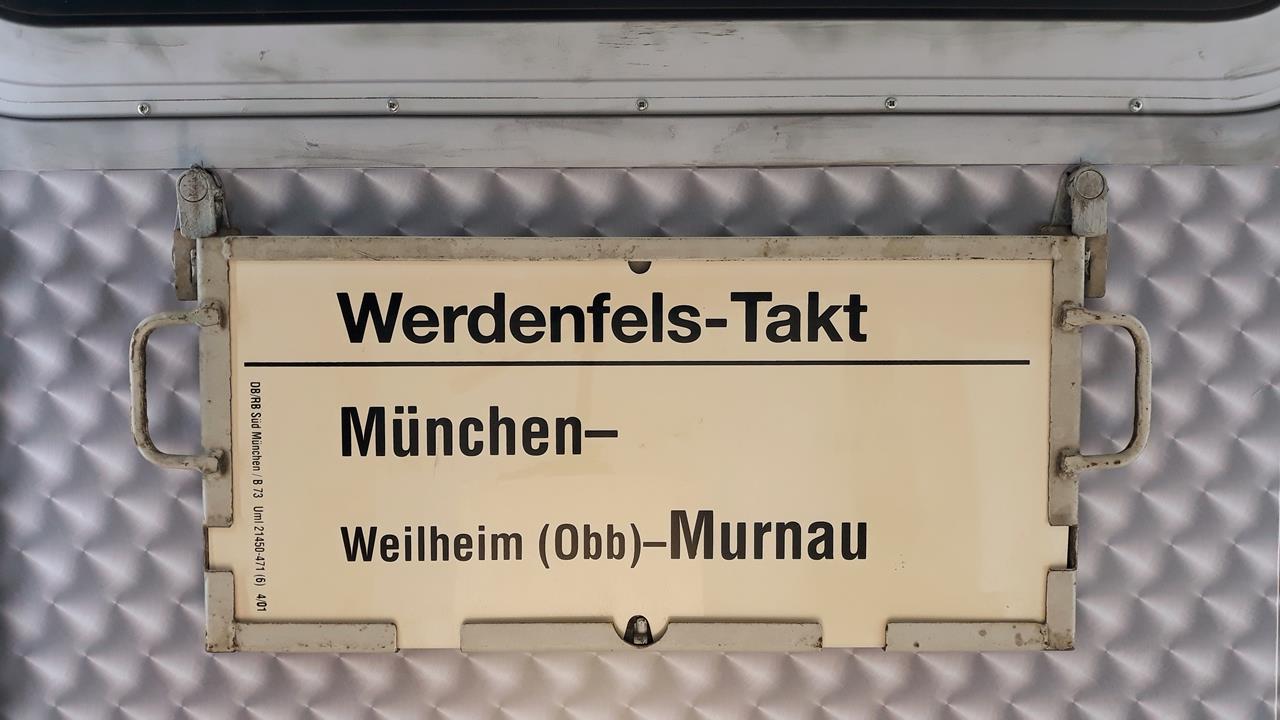 Werdenfels-Takt
München–
Weilheim (Obb)–Murnau
DB/RB Süd München / B 73 Uml 21450-471 (6) 4/01